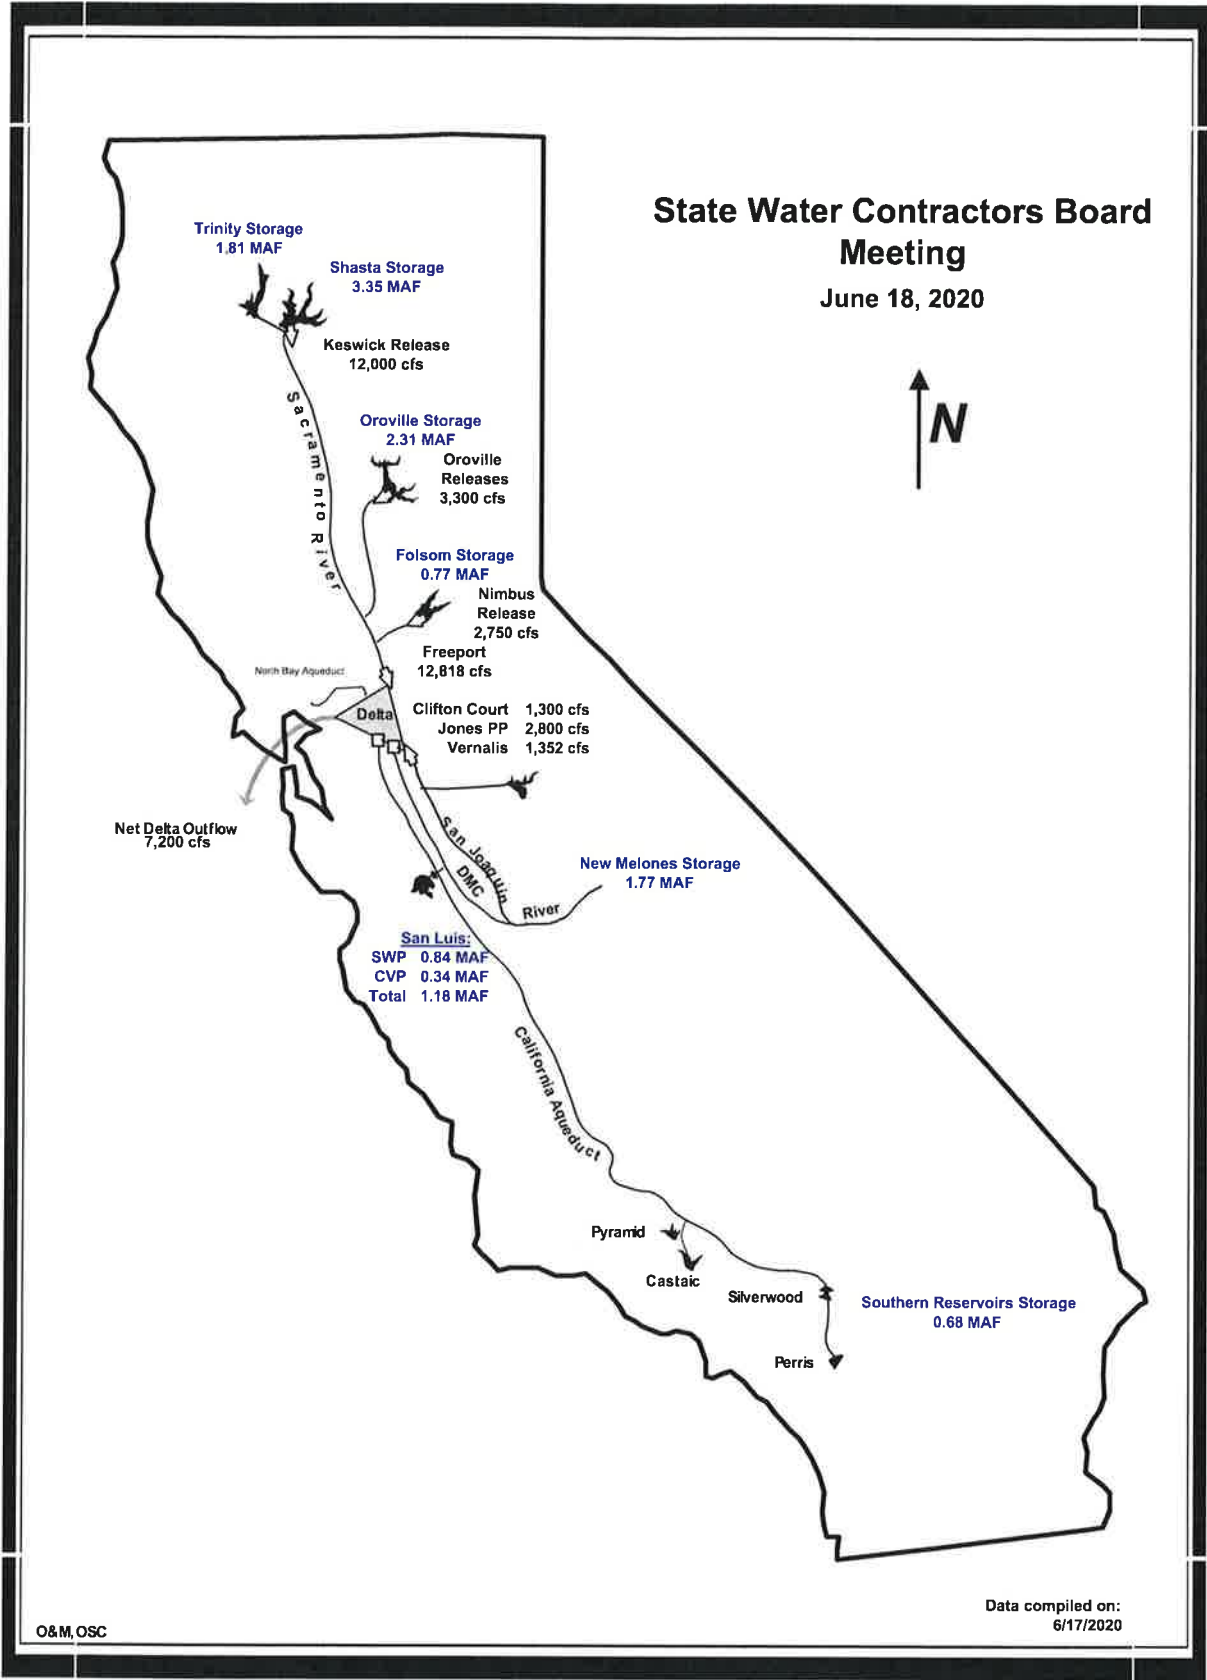 State Water Contractors Board
Meeting
June 18, 2020
N
Trinity Storage
1.81 MAF
Shasta Storage
3.35 MAF
Keswick Release
12,000 cfs
Sacramento River
Oroville Storage
2.31 MAF
Oroville
Releases
3,300 cfs
Folsom Storage
0.77 MAF
Nimbus
Release
2,750 cfs
Freeport
12,818 cfs
North Bay Aqueduct
Delta
Clifton Court 1,300 cfs
Jones PP 2,800 cfs
Vernalis 1,352 cfs
Net Delta Outflow
7,200 cfs
San Joaquin
River
DMC
New Melones Storage
1.77 MAF
San Luis:
SWP 0.84 MAF
CVP 0.34 MAF
Total 1.18 MAF
California Aqueduct
Pyramid
Castaic
Silverwood
Southern Reservoirs Storage
0.68 MAF
Perris
Data compiled on:
6/17/2020
O&M, OSC